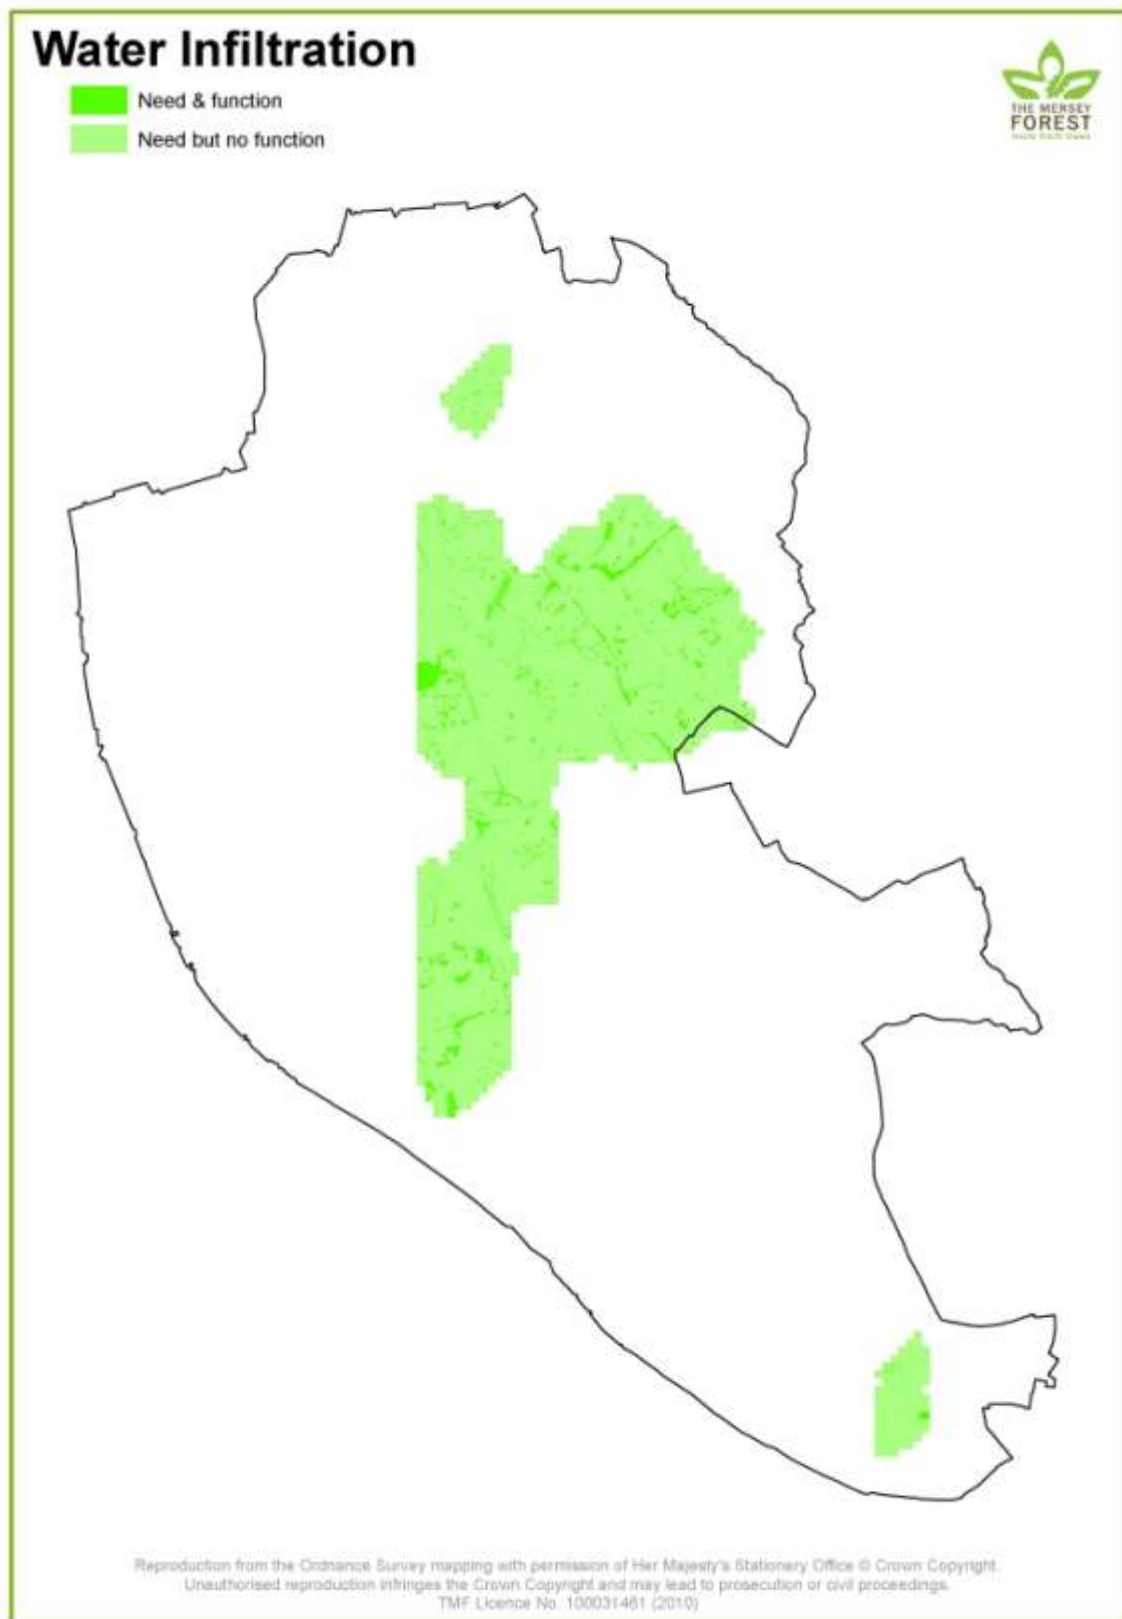 Water Infiltration
Need & function
Need but no function
THE MERSEY
FOREST
Reproduction from the Ordnance Survey mapping with permission of Her Majesty's Stationery Office © Crown Copyright.
Unauthorised reproduction infringes the Crown Copyright and may lead to prosecution or civil proceedings.
TMF Licence No. 100031461 (2010)